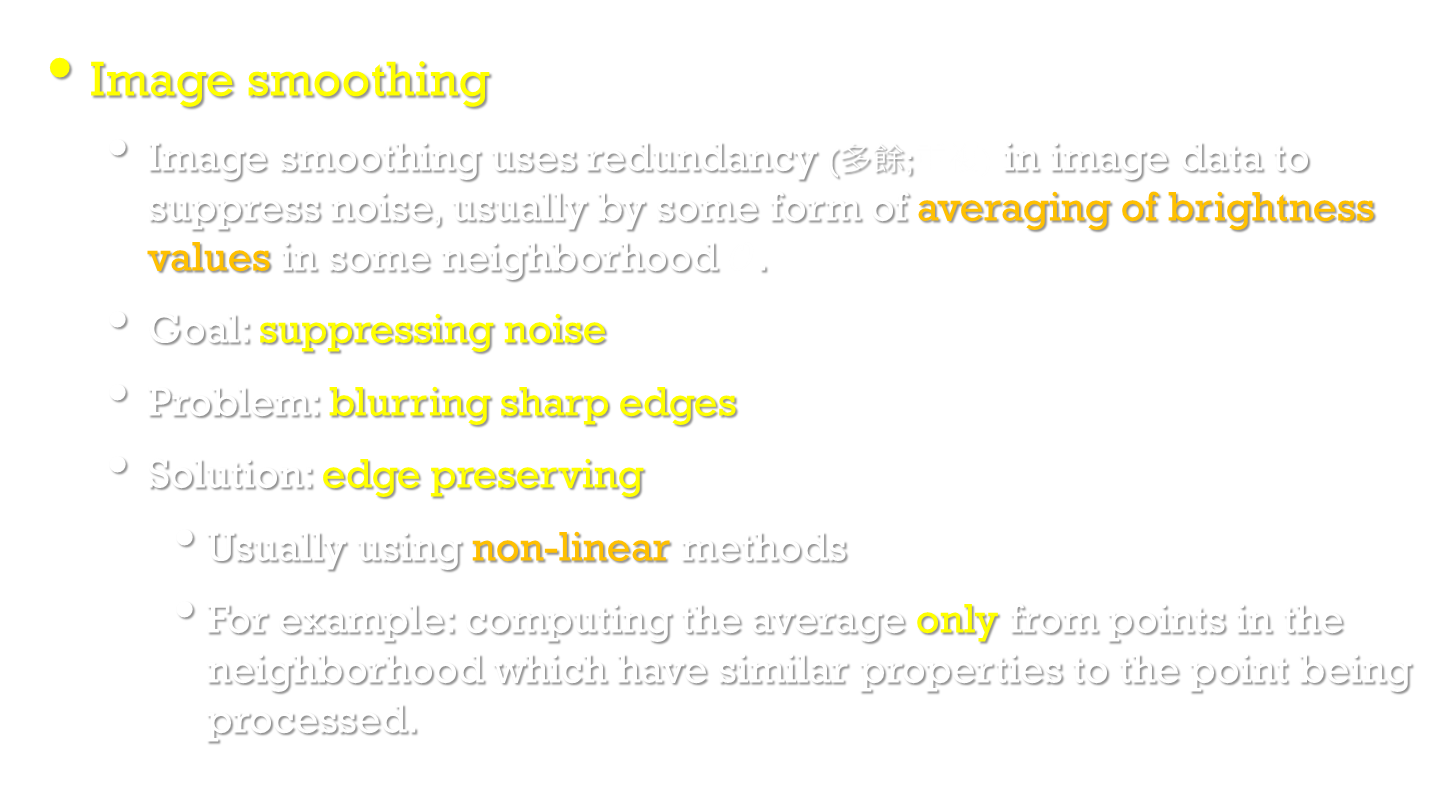 • Image smoothing
• Image smoothing uses redundancy (多餘; in image data to
suppress noise, usually by some form of averaging of brightness
values in some neighborhood .
• Goal: suppressing noise
• Problem: blurring sharp edges
• Solution: edge preserving
• Usually using non-linear methods
• For example: computing the average only from points in the
neighborhood which have similar properties to the point being
processed.